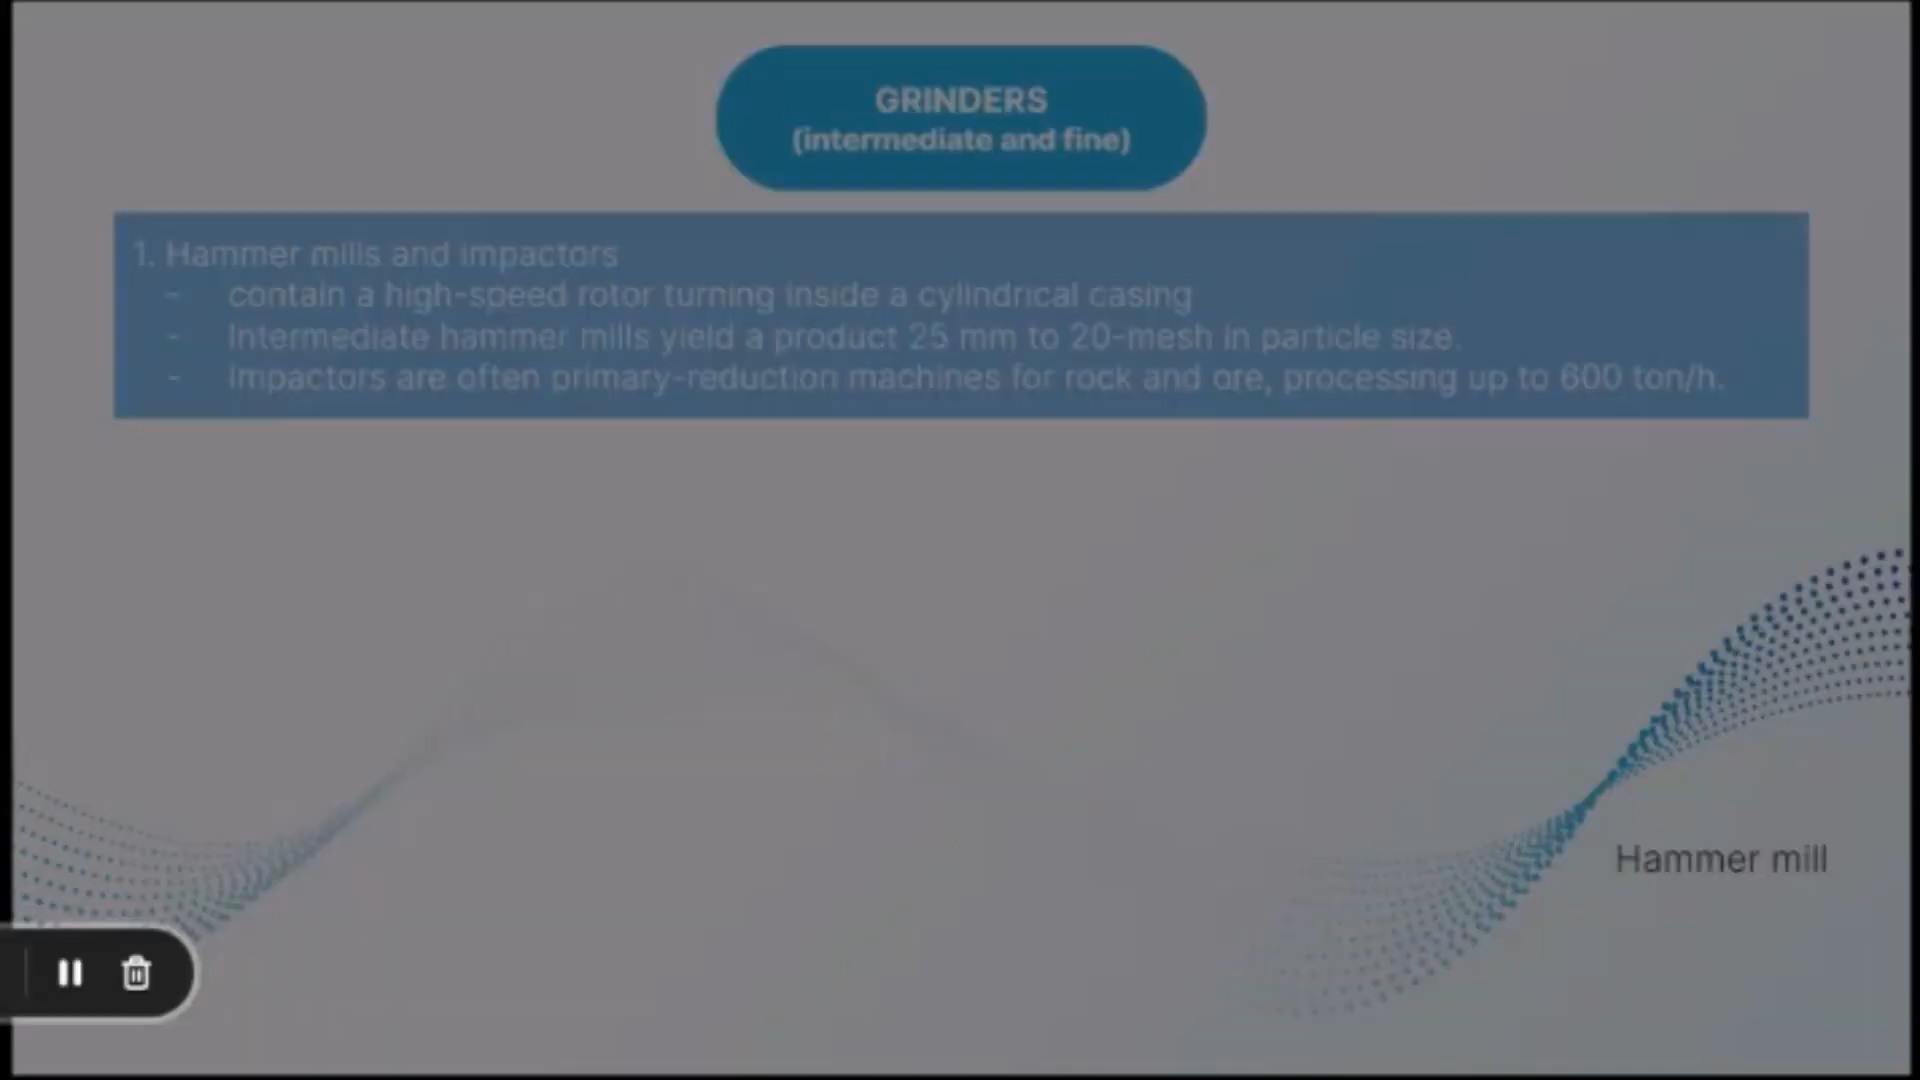 GRINDERS
(intermediate and fine)
1. Hammer mills and impactors
- contain a high-speed rotor turning inside a cylindrical casing
- Intermediate hammer mills yield a product 25 mm to 20-mesh in particle size.
- Impactors are often primary-reduction machines for rock and ore, processing up to 600 ton/h.
Hammer mill